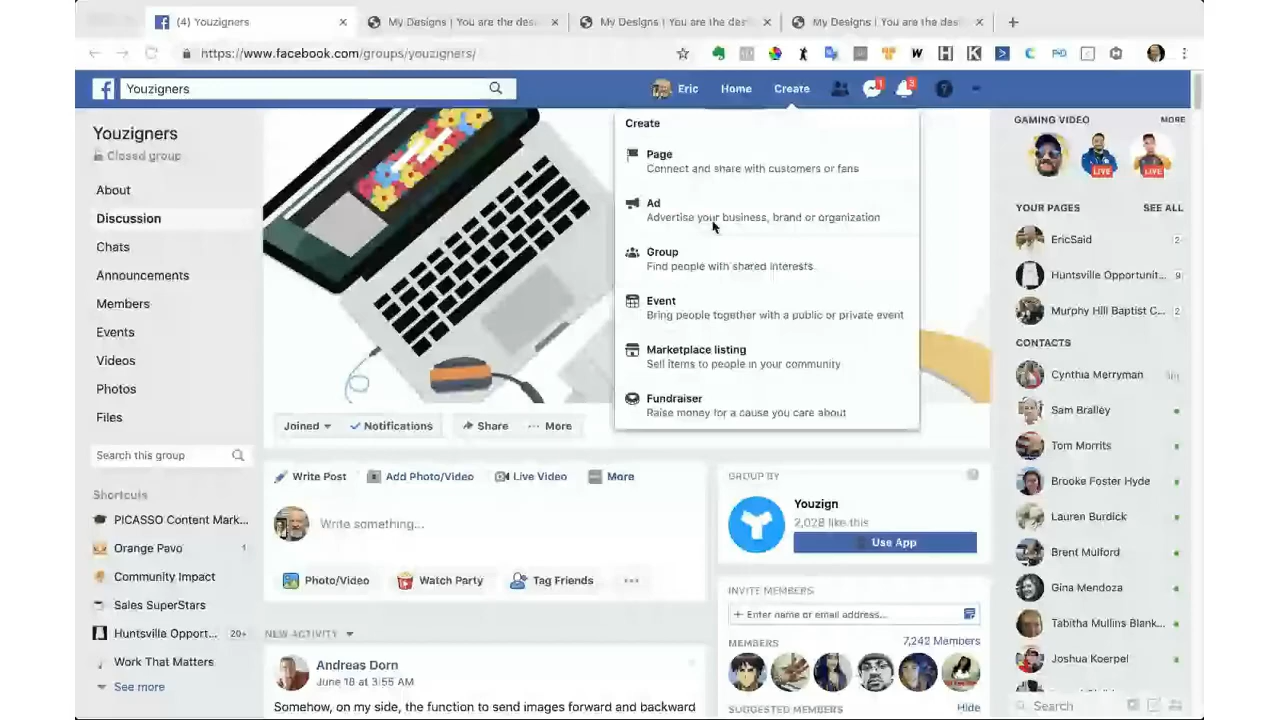 (4) Youzigners
My Designs | You are the des
My Designs | You are the des
My Designs | You are the des
https://www.facebook.com/groups/youzigners/
Youzigners
Eric
Home
Create
1
3
Youzigners
Closed group
About
Discussion
Chats
Announcements
Members
Events
Videos
Photos
Files
Search this group
Shortcuts
PICASSO Content Mark...
Orange Pavo 1
Community Impact
Sales SuperStars
Huntsville Opport... 20+
Work That Matters
See more
Create
Page
Connect and share with customers or fans
Ad
Advertise your business, brand or organization
Group
Find people with shared interests
Event
Bring people together with a public or private event
Marketplace listing
Sell items to people in your community
Fundraiser
Raise money for a cause you care about
Joined
Notifications
Share
More
Write Post
Add Photo/Video
Live Video
More
Write something...
Photo/Video
Watch Party
Tag Friends
NEW ACTIVITY
Andreas Dorn
June 18 at 3:55 AM
Somehow, on my side, the function to send images forward and backward
GROUP BY
Youzign
2,028 like this
Use App
INVITE MEMBERS
+ Enter name or email address...
MEMBERS
7,242 Members
SUGGESTED MEMBERS
Hide
GAMING VIDEO
MORE
LIVE
LIVE
YOUR PAGES
SEE ALL
EricSaid 2
Huntsville Opportunit... 9
Murphy Hill Baptist C... 2
CONTACTS
Cynthia Merryman
Sam Bralley
Tom Morrits
Brooke Foster Hyde
Lauren Burdick
Brent Mulford
Gina Mendoza
Tabitha Mullins Blank...
Joshua Koerpel
Search